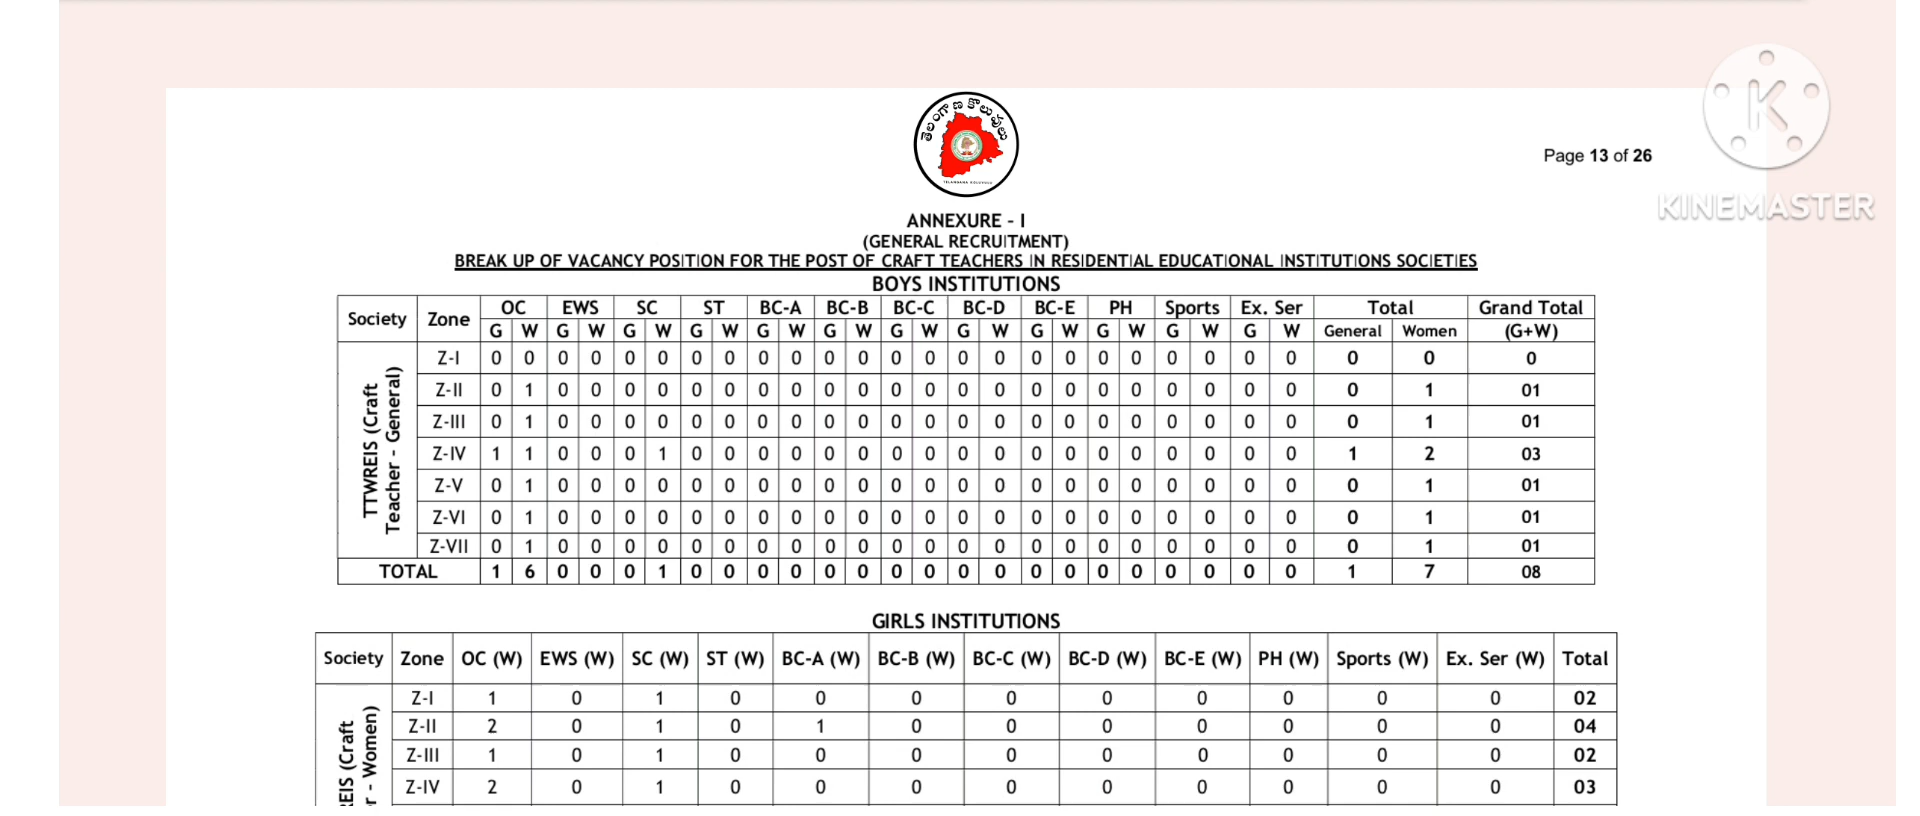 తెలంగాణ కొలువులు
TELANGANA KOLUVULU
Page 13 of 26
KINEMASTER
ANNEXURE - I
(GENERAL RECRUITMENT)
BREAK UP OF VACANCY POSITION FOR THE POST OF CRAFT TEACHERS IN RESIDENTIAL EDUCATIONAL INSTITUTIONS SOCIETIES
BOYS INSTITUTIONS
Society Zone OC EWS SC ST BC-A BC-B BC-C BC-D BC-E PH Sports Ex. Ser Total Grand Total
G W G W G W G W G W G W G W G W G W G W G W G W General Women (G+W)
TTWREIS (Craft
Teacher - General)
Z-I 0 0 0 0 0 0 0 0 0 0 0 0 0 0 0 0 0 0 0 0 0 0 0 0 0 0 0
Z-II 0 1 0 0 0 0 0 0 0 0 0 0 0 0 0 0 0 0 0 0 0 0 0 0 0 1 01
Z-III 0 1 0 0 0 0 0 0 0 0 0 0 0 0 0 0 0 0 0 0 0 0 0 0 0 1 01
Z-IV 1 1 0 0 0 1 0 0 0 0 0 0 0 0 0 0 0 0 0 0 0 0 0 0 1 2 03
Z-V 0 1 0 0 0 0 0 0 0 0 0 0 0 0 0 0 0 0 0 0 0 0 0 0 0 1 01
Z-VI 0 1 0 0 0 0 0 0 0 0 0 0 0 0 0 0 0 0 0 0 0 0 0 0 0 1 01
Z-VII 0 1 0 0 0 0 0 0 0 0 0 0 0 0 0 0 0 0 0 0 0 0 0 0 0 1 01
TOTAL 1 6 0 0 0 1 0 0 0 0 0 0 0 0 0 0 0 0 0 0 0 0 0 0 1 7 08
GIRLS INSTITUTIONS
Society Zone OC (W) EWS (W) SC (W) ST (W) BC-A (W) BC-B (W) BC-C (W) BC-D (W) BC-E (W) PH (W) Sports (W) Ex. Ser (W) Total
EIS (Craft
r - Women)
Z-I 1 0 1 0 0 0 0 0 0 0 0 0 02
Z-II 2 0 1 0 1 0 0 0 0 0 0 0 04
Z-III 1 0 1 0 0 0 0 0 0 0 0 0 02
Z-IV 2 0 1 0 0 0 0 0 0 0 0 0 03